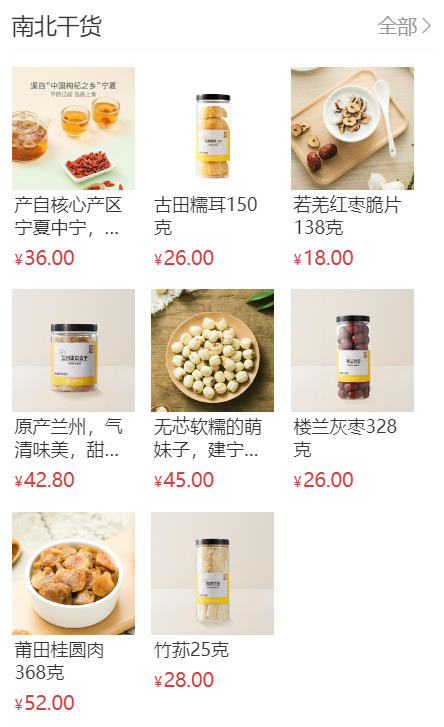 南北干货
全部
源自“中国枸杞之乡”宁夏
产自核心产区
宁夏中宁，...
¥36.00
古田糯耳150
克
¥26.00
若羌红枣脆片
138克
¥18.00
原产兰州，气
清味美，甜...
¥42.80
无芯软糯的萌
妹子，建宁...
¥45.00
楼兰灰枣
楼兰灰枣328
克
¥26.00
莆田桂圆肉
368克
¥52.00
竹荪25克
¥28.00